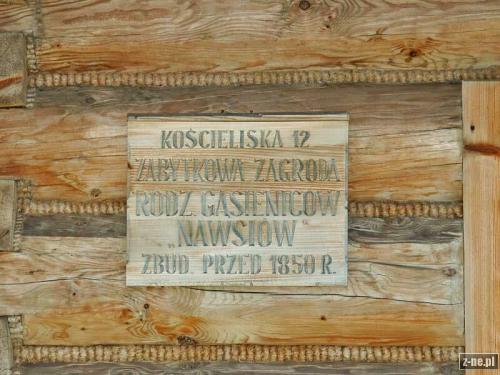 KOŚCIELISKA 12
ZABYTKOWA ZAGRODA
RODZ. GĄSIENICÓW
„NAWSIÓW"
ZBUD. PRZED 1850 R.
z-ne.pl